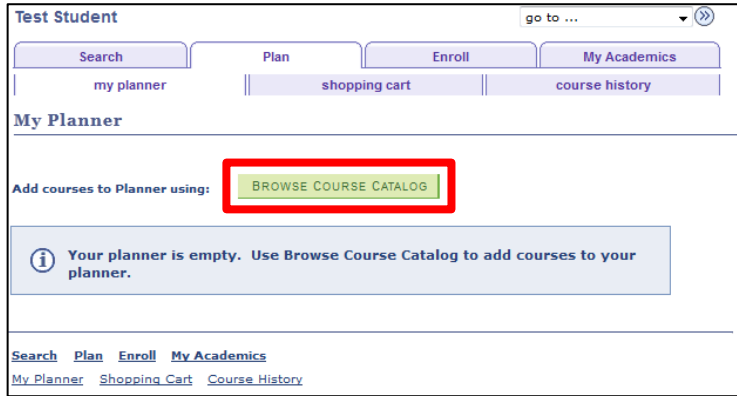 Test Student
go to ...
Search Plan Enroll My Academics
my planner shopping cart course history
My Planner
Add courses to Planner using: BROWSE COURSE CATALOG
Your planner is empty. Use Browse Course Catalog to add courses to your
planner.
Search Plan Enroll My Academics
My Planner Shopping Cart Course History